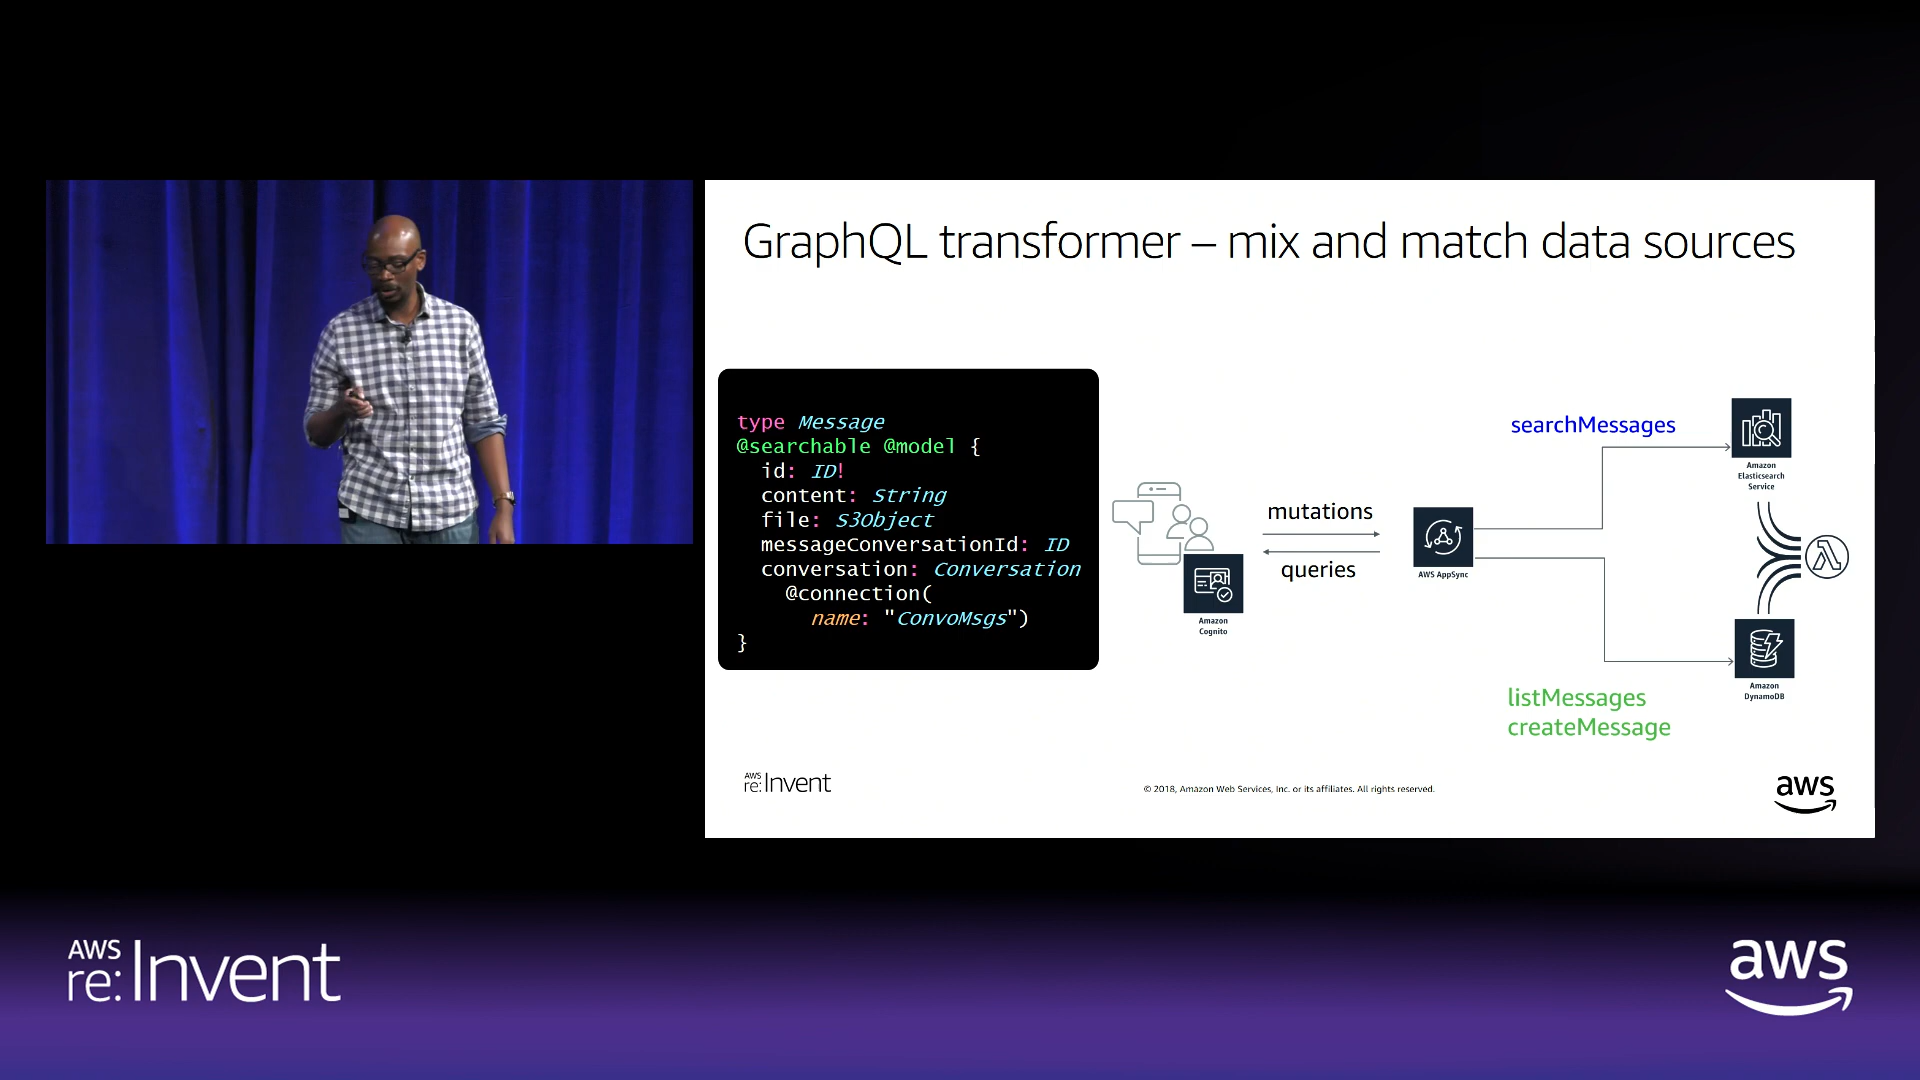 GraphQL transformer – mix and match data sources
type Message
@searchable @model {
id: ID!
content: String
file: S3Object
messageConversationId: ID
conversation: Conversation
@connection(
name: "ConvoMsgs")
}
Amazon
Cognito
mutations
queries
AWS AppSync
searchMessages
Amazon
Elasticsearch
Service
Amazon
DynamoDB
listMessages
createMessage
AWS
re:Invent
© 2018, Amazon Web Services, Inc. or its affiliates. All rights reserved.
aws
AWS
re:Invent
aws